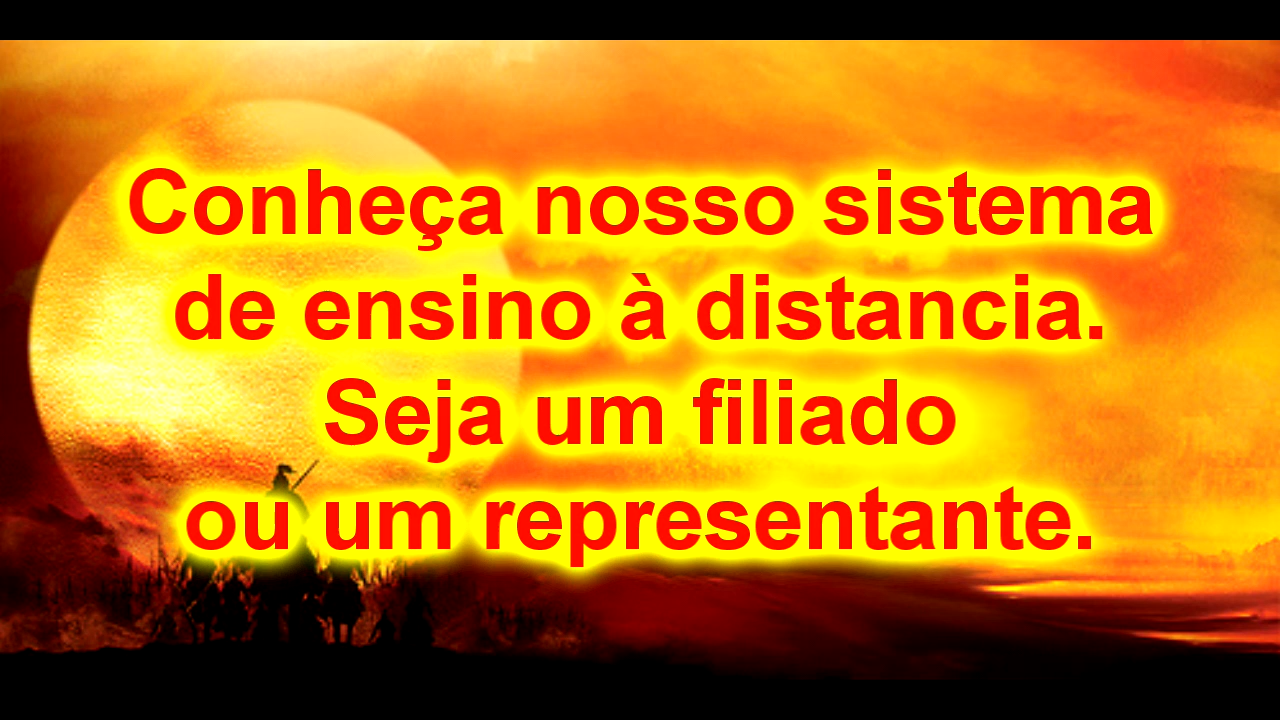 Conheça nosso sistema
de ensino à distancia.
Seja um filiado
ou um representante.